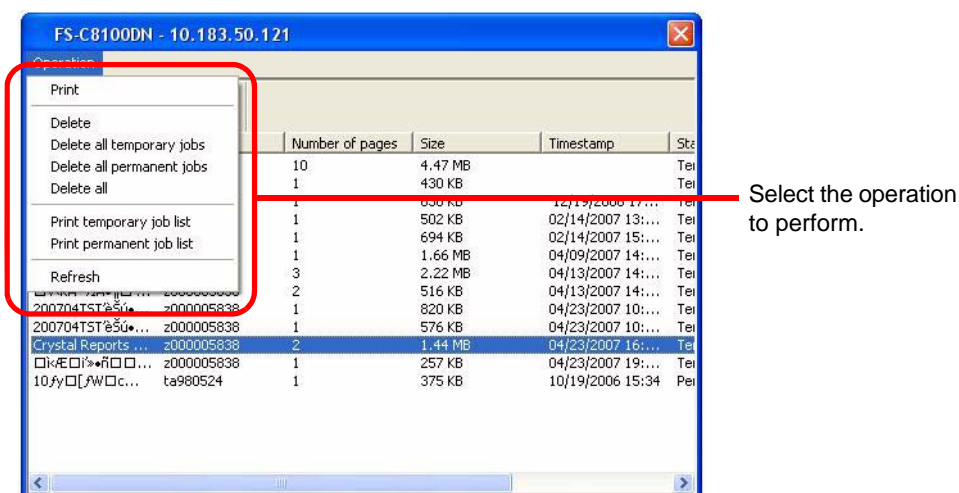 FS-C8100DN - 10.183.50.121
Operation
Print
Delete
Delete all temporary jobs
Delete all permanent jobs
Delete all
Print temporary job list
Print permanent job list
Refresh
Number of pages Size Timestamp
10 4.47 MB
1 430 KB
1
1 502 KB 02/14/2007 13:...
1 694 KB 02/14/2007 15:...
1 1.66 MB 04/09/2007 14:...
3 2.22 MB 04/13/2007 14:...
z000005838 2 516 KB 04/13/2007 14:...
z000005838 1 820 KB 04/23/2007 10:...
z000005838 1 576 KB 04/23/2007 10:...
Crystal Reports ... z000005838 2 1.44 MB 04/23/2007 16:...
z000005838 1 257 KB 04/23/2007 19:...
ta980524 1 375 KB 10/19/2006 15:34
Select the operation
to perform.